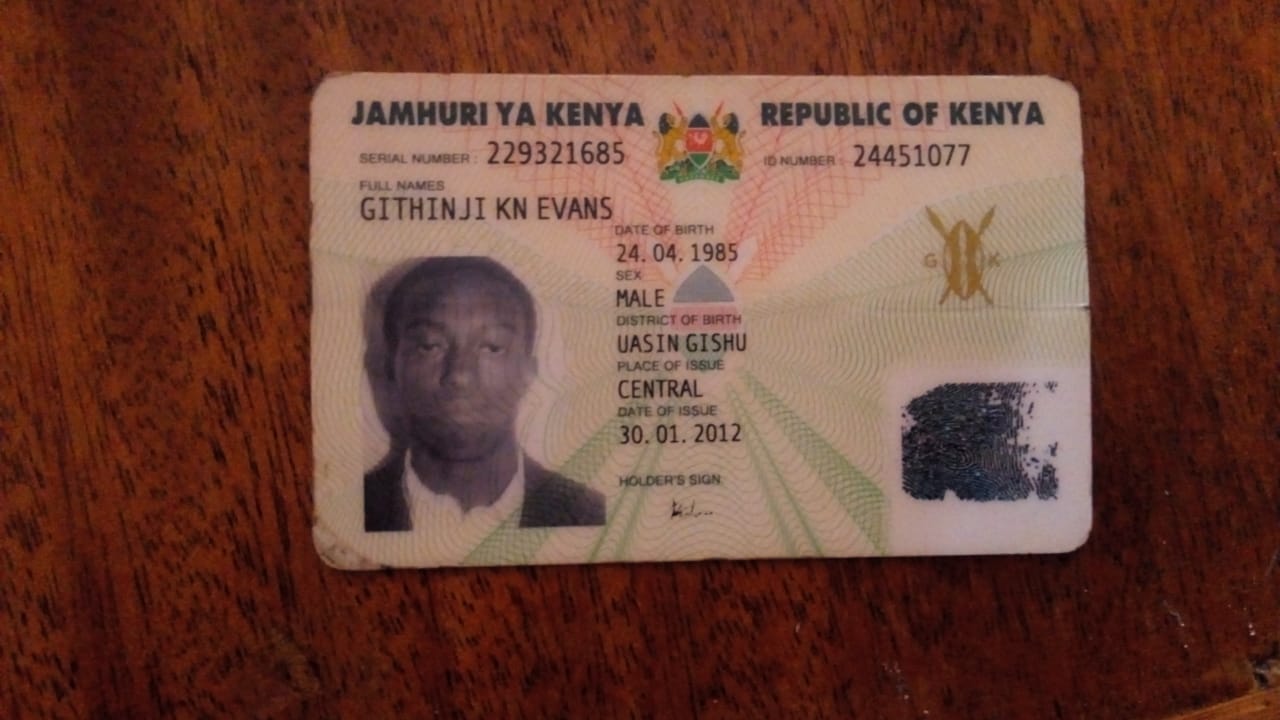 JAMHURI YA KENYA REPUBLIC OF KENYA
SERIAL NUMBER : 229321685 ID NUMBER : 24451077
FULL NAMES
GITHINJI KN EVANS
DATE OF BIRTH
24. 04. 1985
SEX
MALE
G K
DISTRICT OF BIRTH
UASIN GISHU
PLACE OF ISSUE
CENTRAL
DATE OF ISSUE
30. 01. 2012
HOLDER'S SIGN